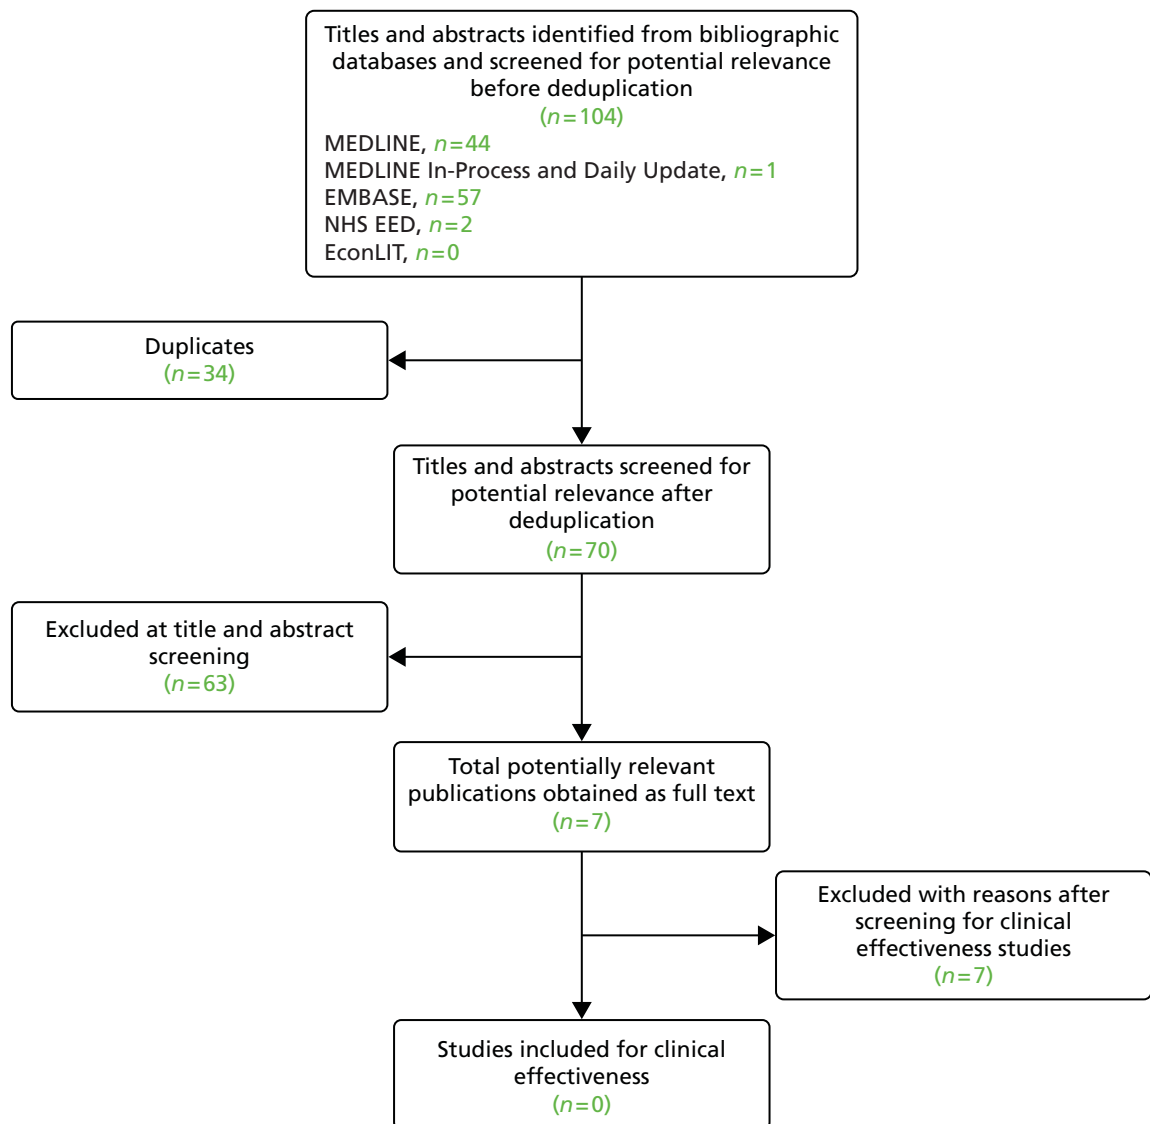 Titles and abstracts identified from bibliographic
databases and screened for potential relevance
before deduplication
(n=104)
MEDLINE, n=44
MEDLINE In-Process and Daily Update, n=1
EMBASE, n=57
NHS EED, n=2
EconLIT, n=0
Duplicates
(n=34)
Titles and abstracts screened for
potential relevance after
deduplication
(n=70)
Excluded at title and abstract
screening
(n=63)
Total potentially relevant
publications obtained as full text
(n=7)
Excluded with reasons after
screening for clinical
effectiveness studies
(n=7)
Studies included for clinical
effectiveness
(n=0)